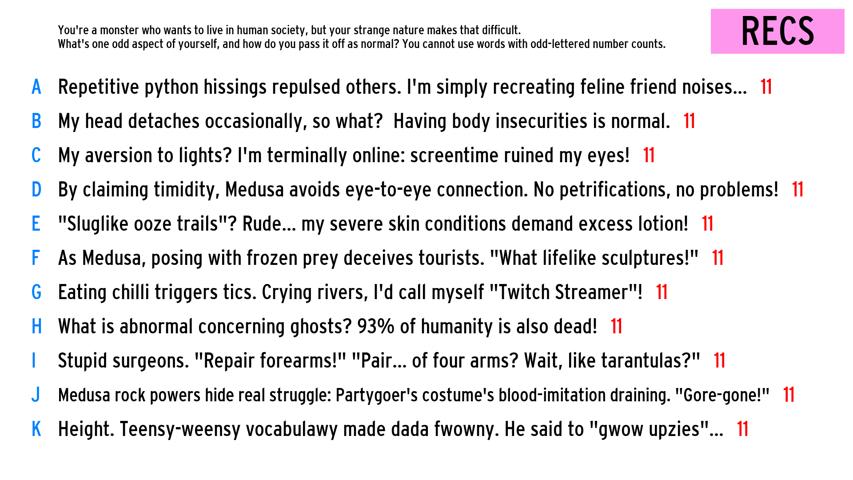 You're a monster who wants to live in human society, but your strange nature makes that difficult.
What's one odd aspect of yourself, and how do you pass it off as normal? You cannot use words with odd-lettered number counts.
RECS
A Repetitive python hissings repulsed others. I'm simply recreating feline friend noises... 11
B My head detaches occasionally, so what?  Having body insecurities is normal. 11
C My aversion to lights? I'm terminally online: screentime ruined my eyes! 11
D By claiming timidity, Medusa avoids eye-to-eye connection. No petrifications, no problems! 11
E "Sluglike ooze trails"? Rude... my severe skin conditions demand excess lotion! 11
F As Medusa, posing with frozen prey deceives tourists. "What lifelike sculptures!" 11
G Eating chilli triggers tics. Crying rivers, I'd call myself "Twitch Streamer"! 11
H What is abnormal concerning ghosts? 93% of humanity is also dead! 11
I Stupid surgeons. "Repair forearms!" "Pair... of four arms? Wait, like tarantulas?" 11
J Medusa rock powers hide real struggle: Partygoer's costume's blood-imitation draining. "Gore-gone!" 11
K Height. Teensy-weensy vocabulawy made dada fwowny. He said to "gwow upzies"... 11